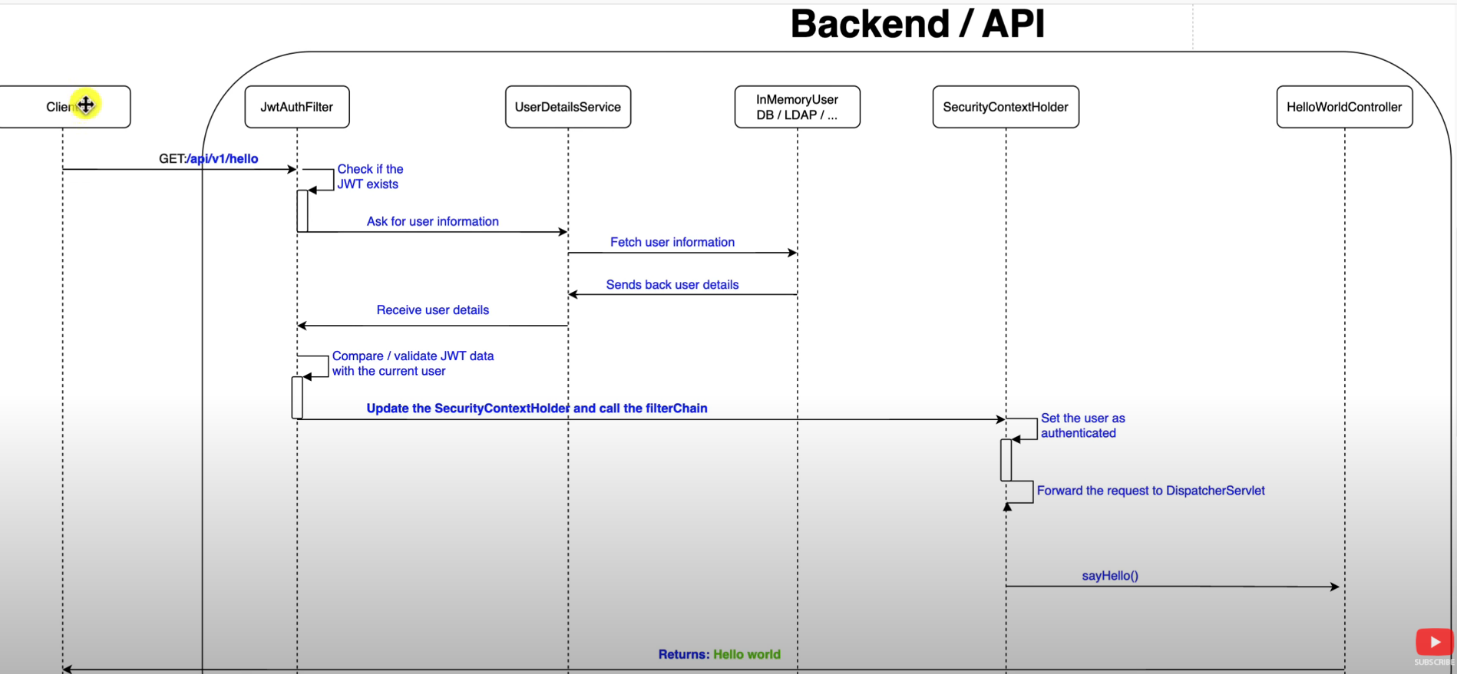 Backend / API
Client
JwtAuthFilter
UserDetailsService
InMemoryUser
DB / LDAP / ...
SecurityContextHolder
HelloWorldController
GET:/api/v1/hello
Check if the
JWT exists
Ask for user information
Fetch user information
Sends back user details
Receive user details
Compare / validate JWT data
with the current user
Update the SecurityContextHolder and call the filterChain
Set the user as
authenticated
Forward the request to DispatcherServlet
sayHello()
Returns: Hello world
SUBSCRIBE